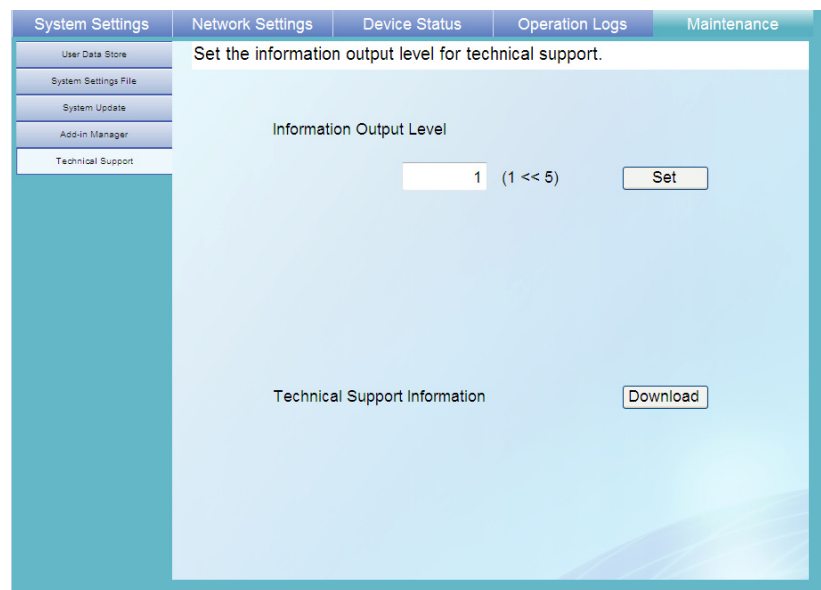 System Settings Network Settings Device Status Operation Logs Maintenance
User Data Store
System Settings File
System Update
Add-in Manager
Technical Support
Set the information output level for technical support.
Information Output Level
1 (1 << 5) Set
Technical Support Information Download